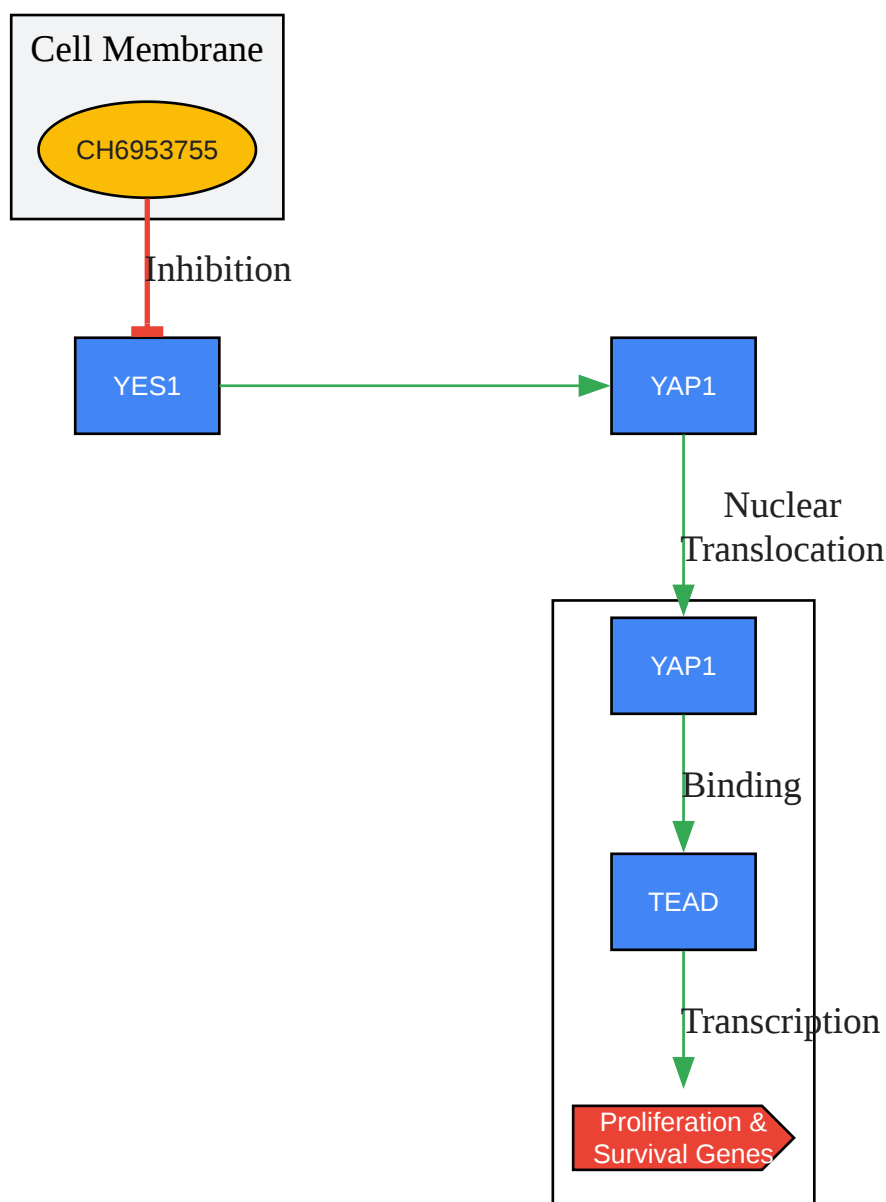 Cell Membrane
CH6953755
Inhibition
YES1
YAP1
Nuclear
Translocation
YAP1
Binding
TEAD
Transcription
Proliferation &
Survival Genes